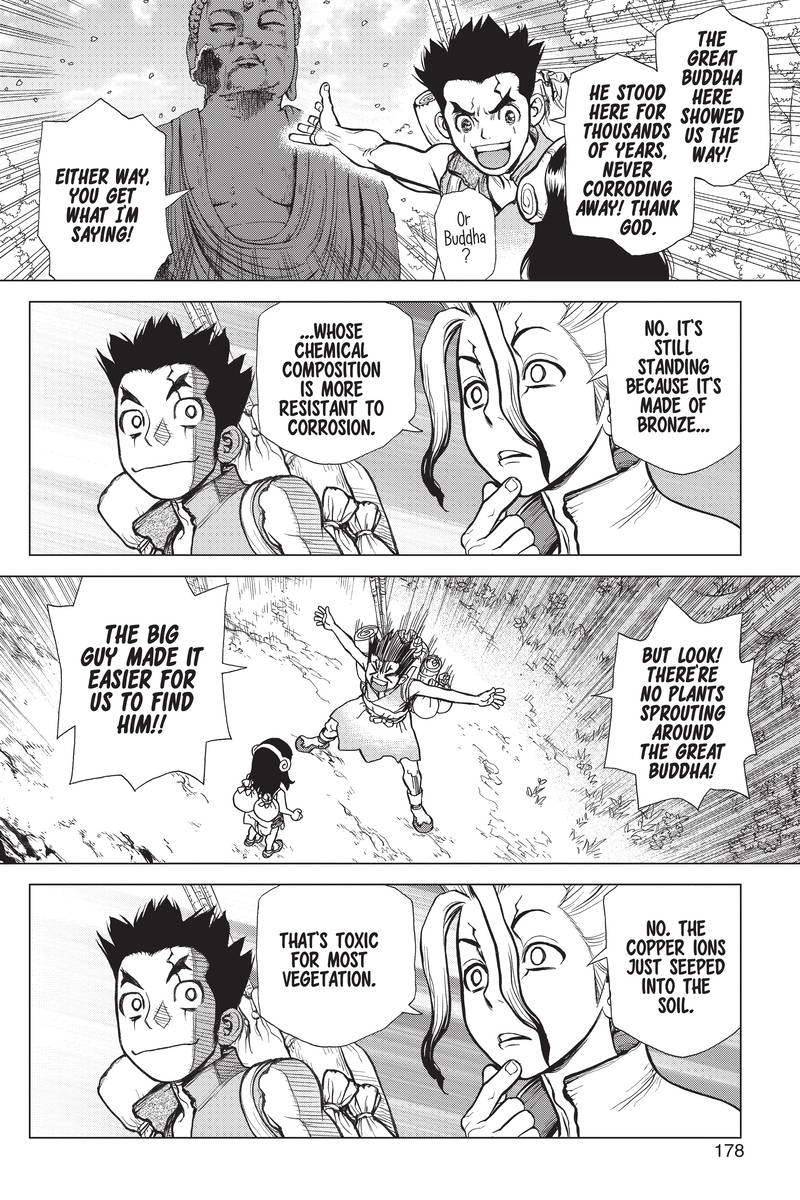 THE
GREAT
BUDDHA
HERE
SHOWED
US THE
WAY!
HE STOOD
HERE FOR
THOUSANDS
OF YEARS,
NEVER
CORRODING
AWAY! THANK
GOD.
Or
Buddha
?
EITHER WAY,
YOU GET
WHAT I'M
SAYING!
NO. IT'S
STILL
STANDING
BECAUSE IT'S
MADE OF
BRONZE...
...WHOSE
CHEMICAL
COMPOSITION
IS MORE
RESISTANT TO
CORROSION.
BUT LOOK!
THERE'RE
NO PLANTS
SPROUTING
AROUND
THE GREAT
BUDDHA!
THE BIG
GUY MADE IT
EASIER FOR
US TO FIND
HIM!!
NO. THE
COPPER IONS
JUST SEEPED
INTO THE
SOIL.
THAT'S TOXIC
FOR MOST
VEGETATION.
178